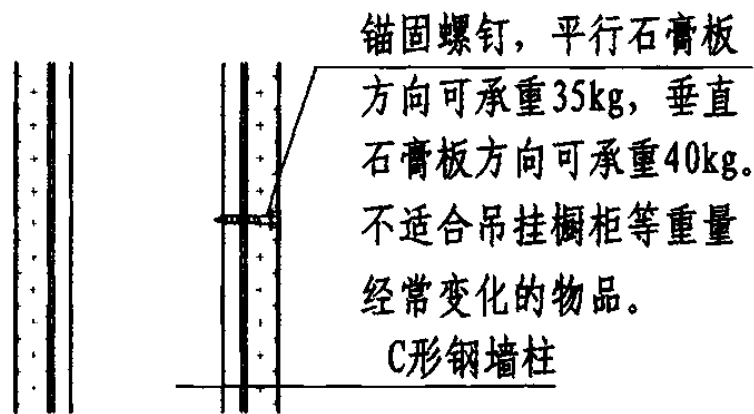 锚固螺钉，平行石膏板
方向可承重35kg，垂直
石膏板方向可承重40kg。
不适合吊挂橱柜等重量
经常变化的物品。
C形钢墙柱